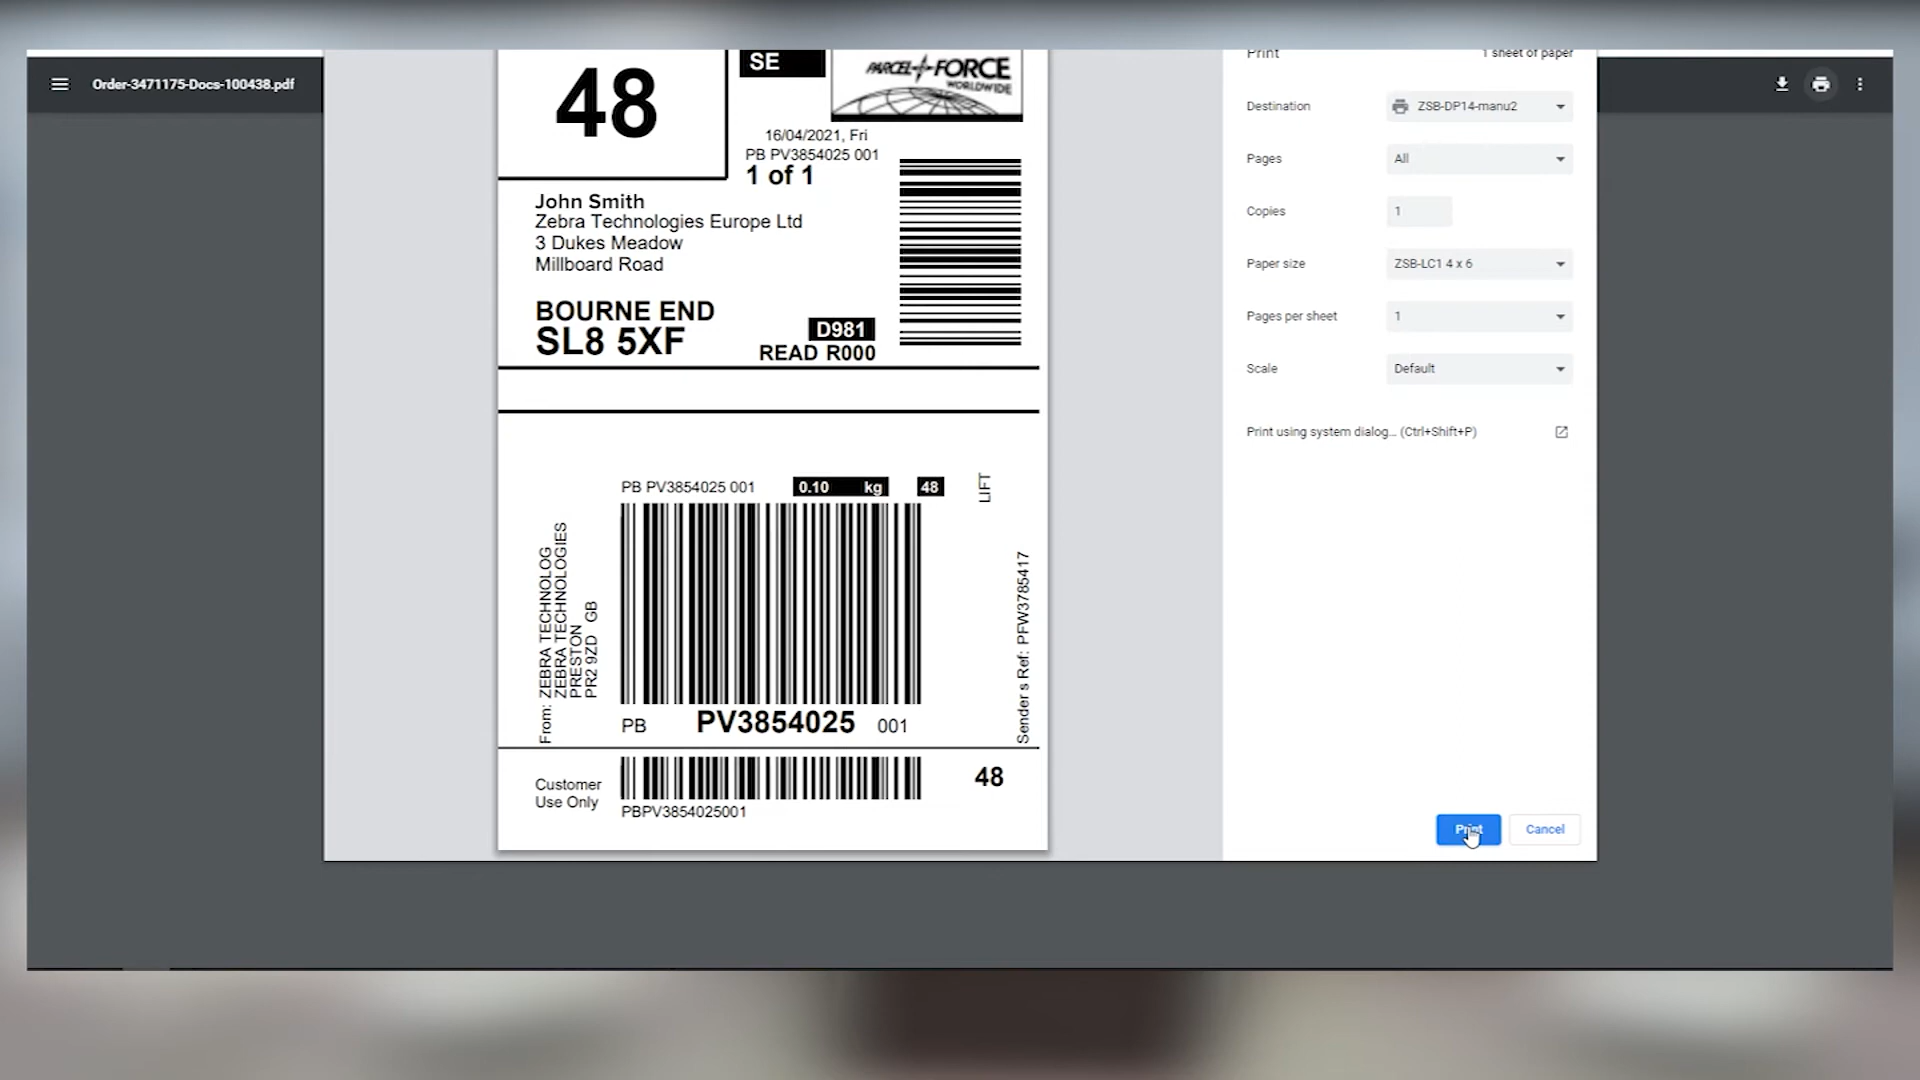 Order-3471175-Docs-100438.pdf
48
SE
PARCEL FORCE
WORLDWIDE
16/04/2021, Fri
PB PV3854025 001
1 of 1
John Smith
Zebra Technologies Europe Ltd
3 Dukes Meadow
Millboard Road
BOURNE END
SL8 5XF
D981
READ R000
PB PV3854025 001
0.10 kg
48
LIFT
From: ZEBRA TECHNOLOG
ZEBRA TECHNOLOGIES
PRESTON
PR2 9ZD GB
Senders Ref: PFW3785417
PB PV3854025 001
Customer
Use Only
PBPV3854025001
48
Print
1 sheet of paper
Destination
ZSB-DP14-manu2
Pages
All
Copies
1
Paper size
ZSB-LC1 4 x 6
Pages per sheet
1
Scale
Default
Print using system dialog... (Ctrl+Shift+P)
Print
Cancel